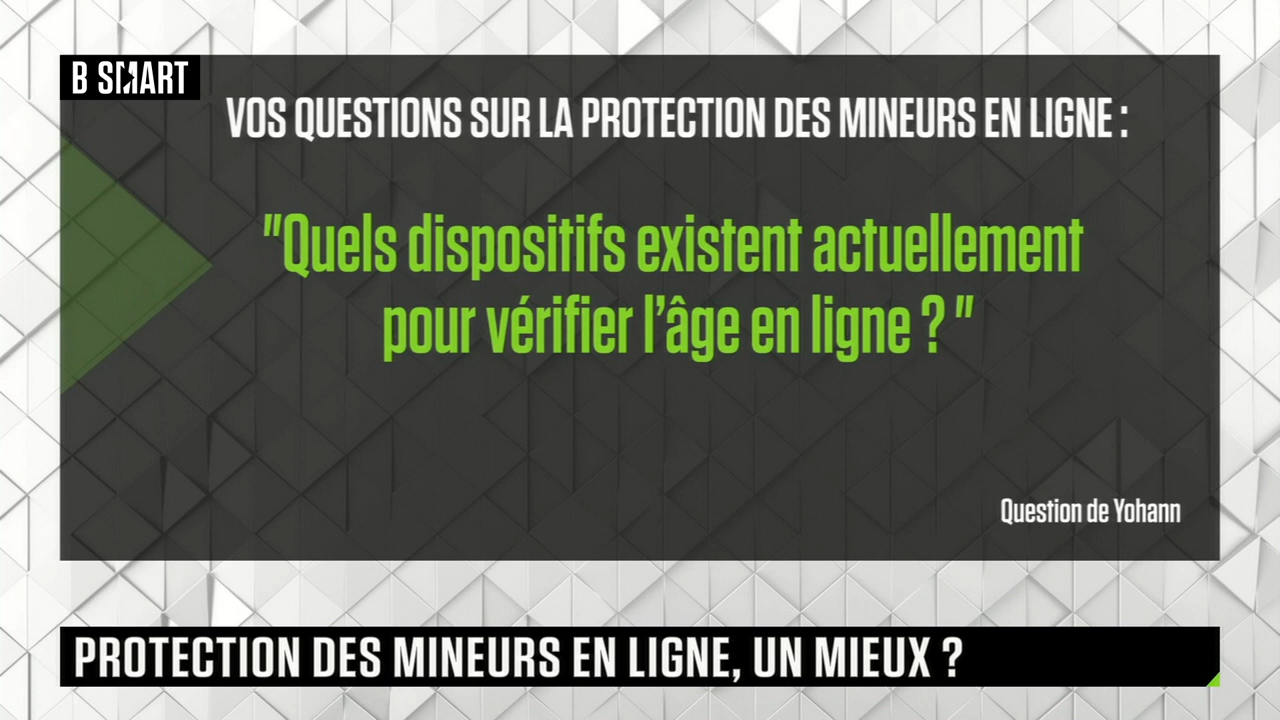 B SMART
VOS QUESTIONS SUR LA PROTECTION DES MINEURS EN LIGNE :
"Quels dispositifs existent actuellement
pour vérifier l’âge en ligne ? "
Question de Yohann
PROTECTION DES MINEURS EN LIGNE, UN MIEUX ?